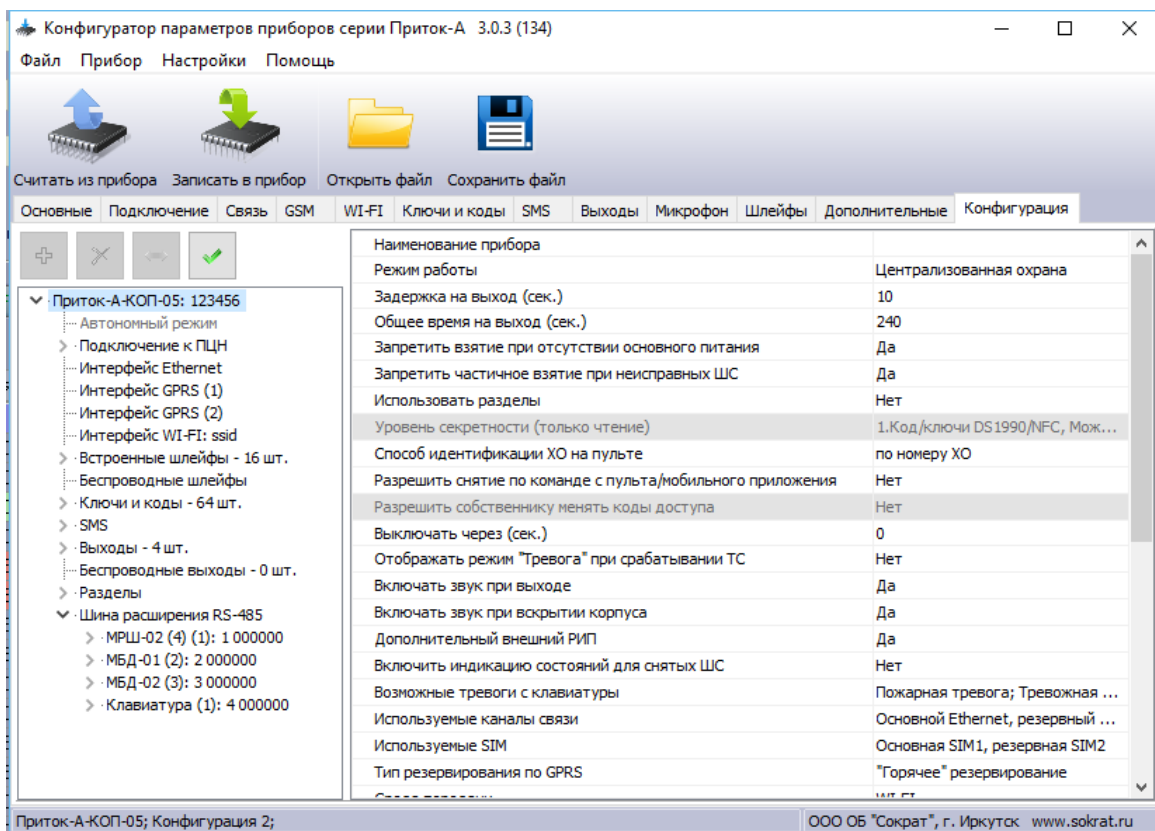 Конфигуратор параметров приборов серии Приток-А 3.0.3 (134)
Файл Прибор Настройки Помощь
Считать из прибора Записать в прибор Открыть файл Сохранить файл
Основные Подключение Связь GSM WI-FI Ключи и коды SMS Выходы Микрофон Шлейфы Дополнительные Конфигурация
Приток-А-КОП-05: 123456
Автономный режим
Подключение к ПЦН
Интерфейс Ethernet
Интерфейс GPRS (1)
Интерфейс GPRS (2)
Интерфейс WI-FI: ssid
Встроенные шлейфы - 16 шт.
Беспроводные шлейфы
Ключи и коды - 64 шт.
SMS
Выходы - 4 шт.
Беспроводные выходы - 0 шт.
Разделы
Шина расширения RS-485
МРШ-02 (4) (1): 1 000000
МБД-01 (2): 2 000000
МБД-02 (3): 3 000000
Клавиатура (1): 4 000000
Наименование прибора
Режим работы Централизованная охрана
Задержка на выход (сек.) 10
Общее время на выход (сек.) 240
Запретить взятие при отсутствии основного питания Да
Запретить частичное взятие при неисправных ШС Да
Использовать разделы Нет
Уровень секретности (только чтение) 1.Код/ключи DS1990/NFC, Мож...
Способ идентификации ХО на пульте по номеру ХО
Разрешить снятие по команде с пульта/мобильного приложения Нет
Разрешить собственнику менять коды доступа Нет
Выключать через (сек.) 0
Отображать режим "Тревога" при срабатывании ТС Нет
Включать звук при выходе Да
Включать звук при вскрытии корпуса Да
Дополнительный внешний РИП Да
Включить индикацию состояний для снятых ШС Нет
Возможные тревоги с клавиатуры Пожарная тревога; Тревожная ...
Используемые каналы связи Основной Ethernet, резервный ...
Используемые SIM Основная SIM1, резервная SIM2
Тип резервирования по GPRS "Горячее" резервирование
Приток-А-КОП-05; Конфигурация 2; ООО ОБ "Сократ", г. Иркутск www.sokrat.ru